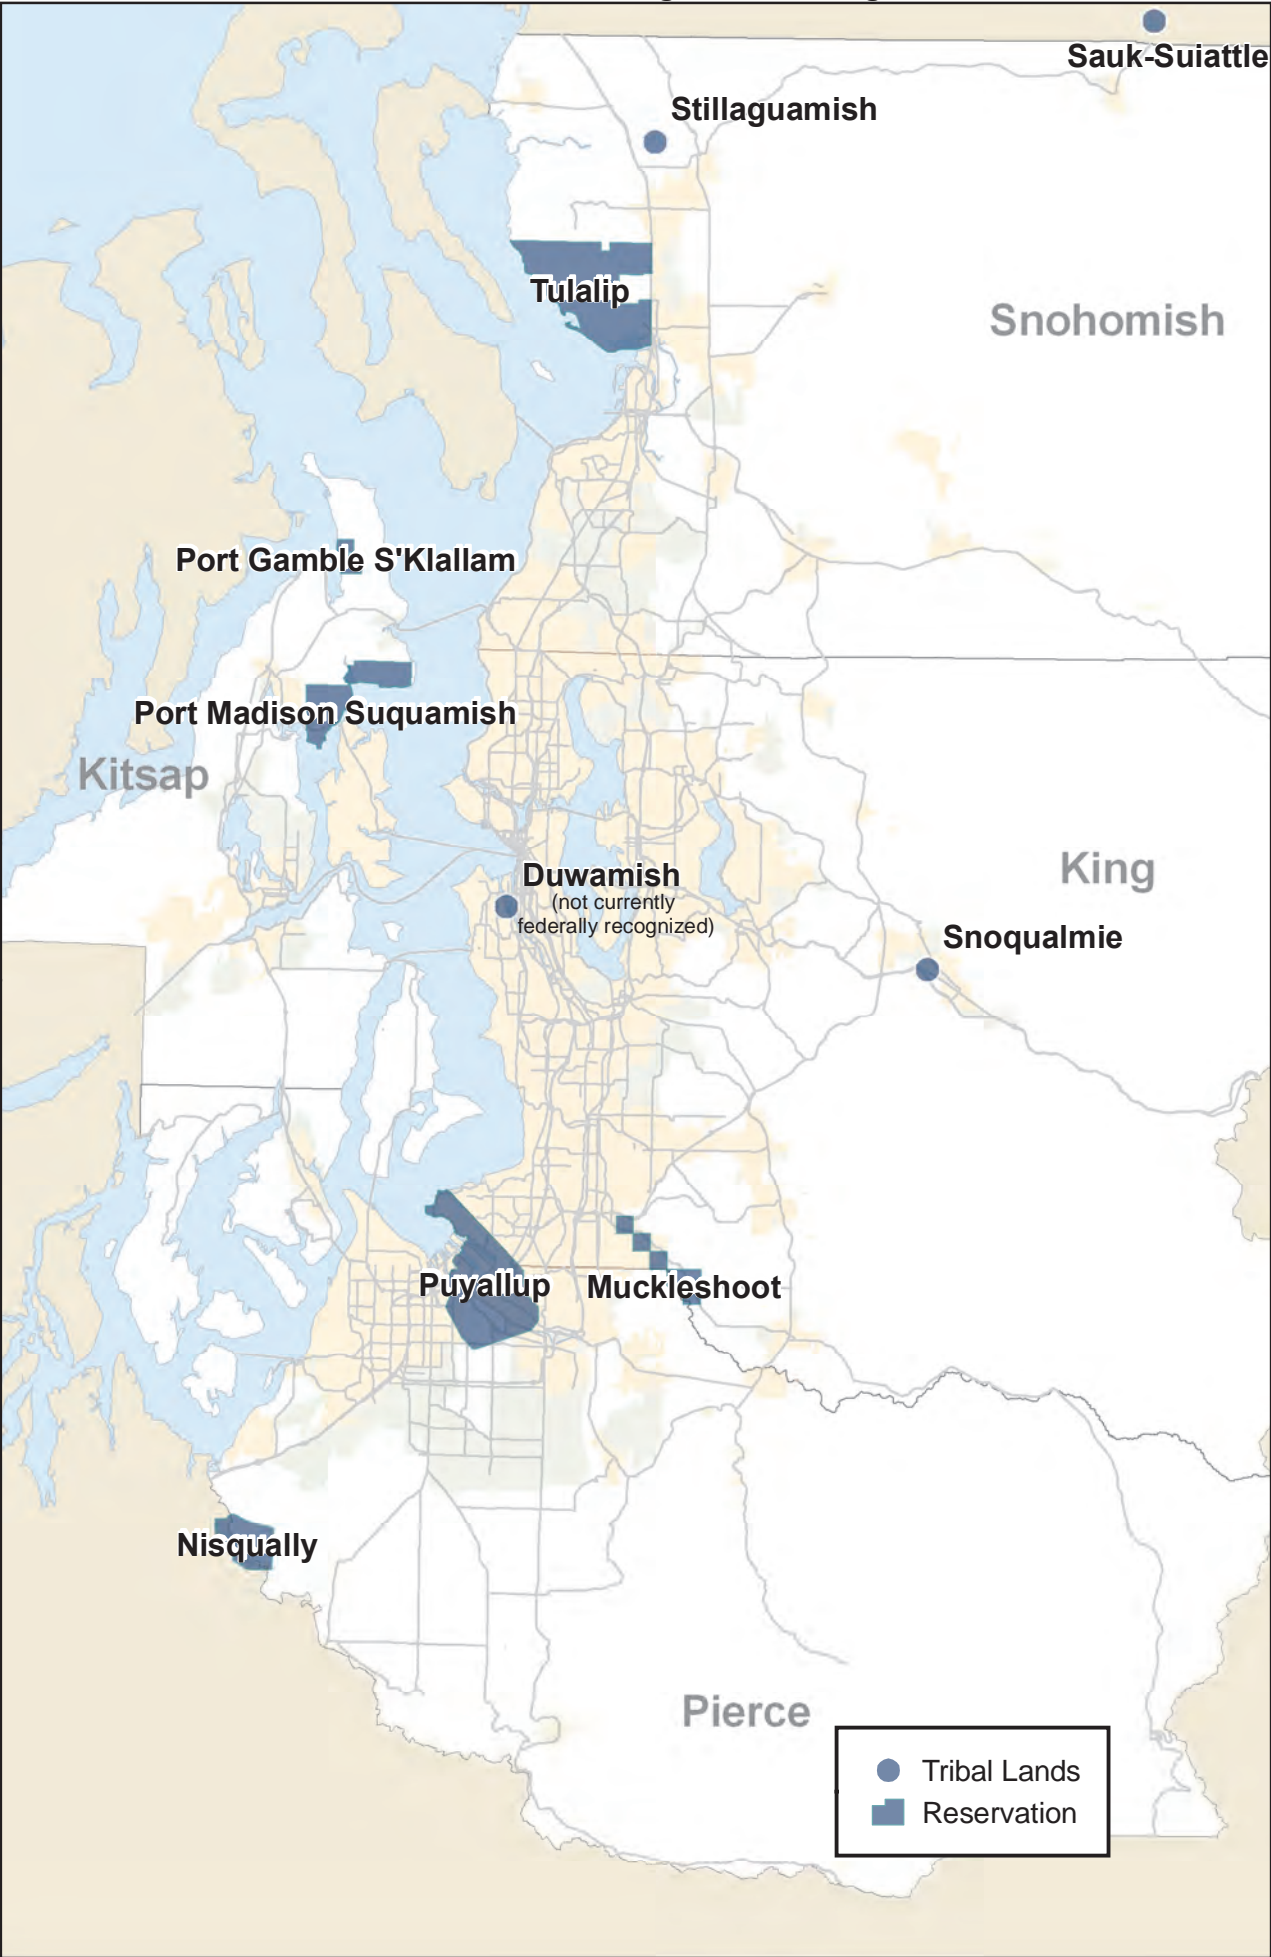 Sauk-Suiattle
Stillaguamish
Tulalip
Snohomish
Port Gamble S'Klallam
Port Madison Suquamish
Kitsap
Duwamish
(not currently
federally recognized)
King
Snoqualmie
Puyallup
Muckleshoot
Nisqually
Pierce
Tribal Lands
Reservation